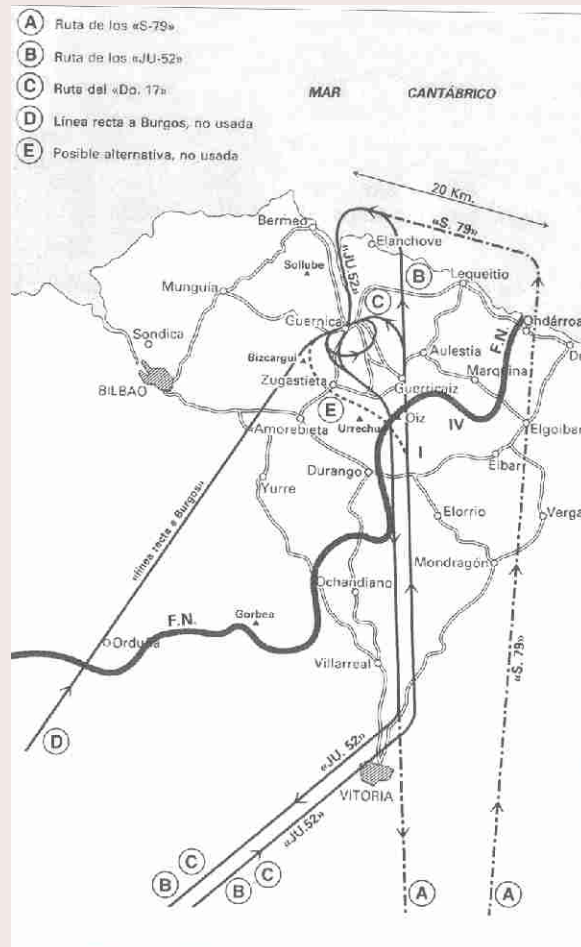 A Ruta de los «S-79»
B Ruta de los «JU-52»
C Ruta del «Do. 17»
D Línea recta a Burgos, no usada
E Posible alternativa, no usada
MAR CANTÁBRICO
20 Km.
«S. 79»
Bermeo
Elanchove
«JU.52»
B
Sollube
Lequeitio
C
Munguía
Guernica
Ondárroa
F.N.
Sondica
Bizcargui
Aulestia
Marquina
BILBAO
Zugastieta
Guerricaiz
E
Oiz
IV
Amorebieta
Urrechu
I
Elgoibar
Eibar
Durango
Yurre
«línea recta a Burgos»
Elorrio
Verga
Mondragón
Ochandiano
F.N.
Gorbea
Orduña
«S. 79»
Villarreal
D
«JU. 52»
VITORIA
«JU.52»
C
B
C
B
A
A